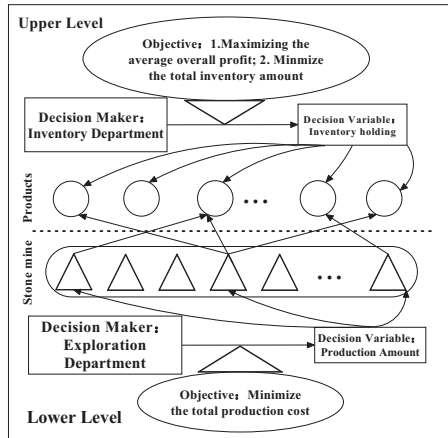 Upper Level
Objective：1.Maximizing the
average overall profit; 2. Minmize
the total inventory amount
Decision Maker：
Inventory Department
Decision Variable：
Inventory holding
Products
...
Stone mine
...
Decision Maker：
Exploration
Department
Decision Variable：
Production Amount
Objective：Minimize
the total production cost
Lower Level